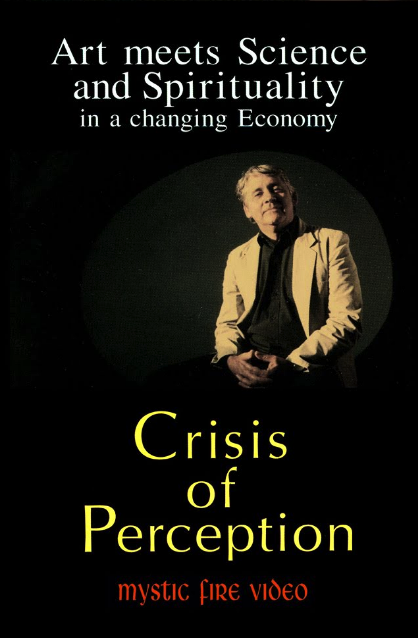 Art meets Science
and Spirituality
in a changing Economy
Crisis
of
Perception
mystic fire video